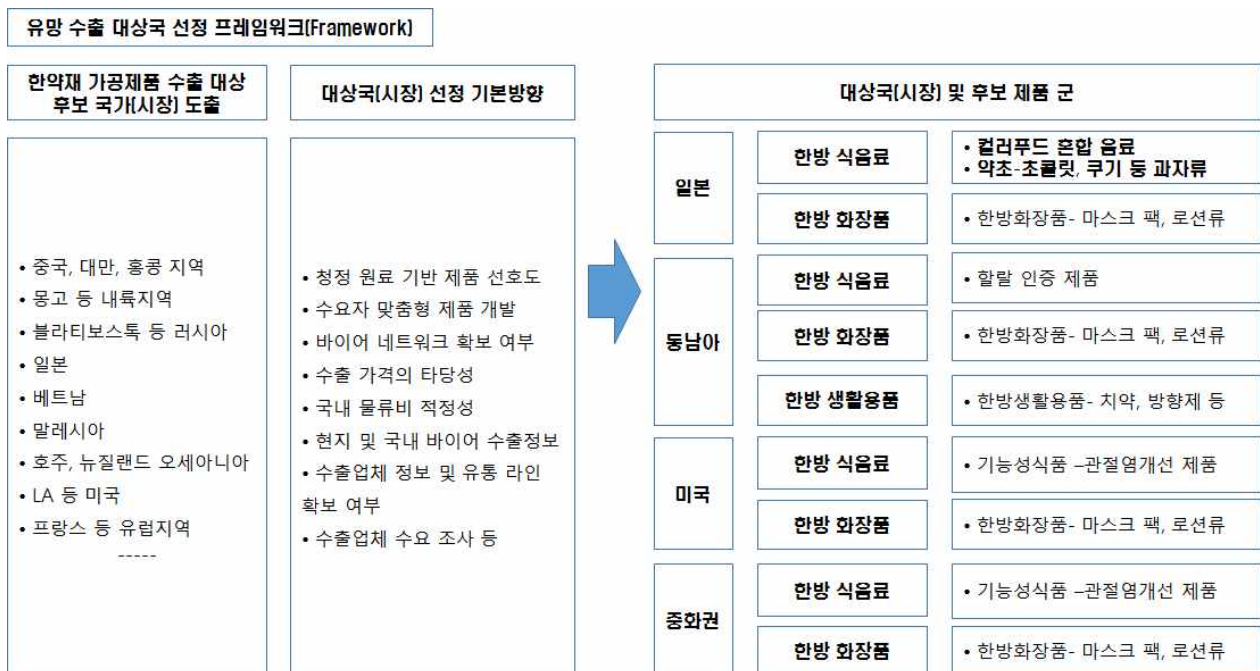 유망 수출 대상국 선정 프레임워크(Framework)
한약재 가공제품 수출 대상
후보 국가(시장) 도출
• 중국, 대만, 홍콩 지역
• 몽고 등 내륙지역
• 블라티보스톡 등 러시아
• 일본
• 베트남
• 말레시아
• 호주, 뉴질랜드 오세아니아
• LA 등 미국
• 프랑스 등 유럽지역
-----
대상국(시장) 선정 기본방향
• 청정 원료 기반 제품 선호도
• 수요자 맞춤형 제품 개발
• 바이어 네트워크 확보 여부
• 수출 가격의 타당성
• 국내 물류비 적정성
• 현지 및 국내 바이어 수출정보
• 수출업체 정보 및 유통 라인
확보 여부
• 수출업체 수요 조사 등
대상국(시장) 및 후보 제품 군
일본
한방 식음료
• 컬러푸드 혼합 음료
• 약초-초콜릿, 쿠기 등 과자류
한방 화장품
• 한방화장품- 마스크 팩, 로션류
동남아
한방 식음료
• 할랄 인증 제품
한방 화장품
• 한방화장품- 마스크 팩, 로션류
한방 생활용품
• 한방생활용품- 치약, 방향제 등
미국
한방 식음료
• 기능성식품 –관절염개선 제품
한방 화장품
• 한방화장품- 마스크 팩, 로션류
중화권
한방 식음료
• 기능성식품 –관절염개선 제품
한방 화장품
• 한방화장품- 마스크 팩, 로션류